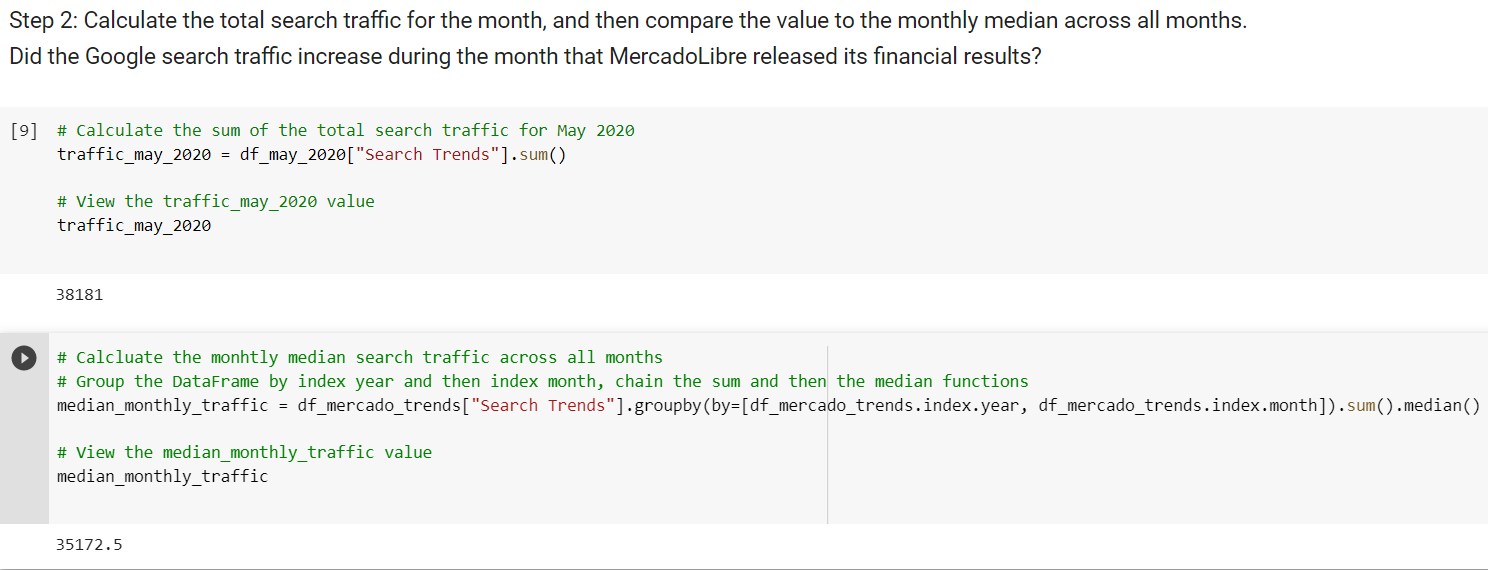 Step 2: Calculate the total search traffic for the month, and then compare the value to the monthly median across all months.
Did the Google search traffic increase during the month that MercadoLibre released its financial results?
[9] # Calculate the sum of the total search traffic for May 2020
traffic_may_2020 = df_may_2020["Search Trends"].sum()
# View the traffic_may_2020 value
traffic_may_2020
38181
# Calcluate the monhtly median search traffic across all months
# Group the DataFrame by index year and then index month, chain the sum and then the median functions
median_monthly_traffic = df_mercado_trends["Search Trends"].groupby(by=[df_mercado_trends.index.year, df_mercado_trends.index.month]).sum().median()
# View the median_monthly_traffic value
median_monthly_traffic
35172.5